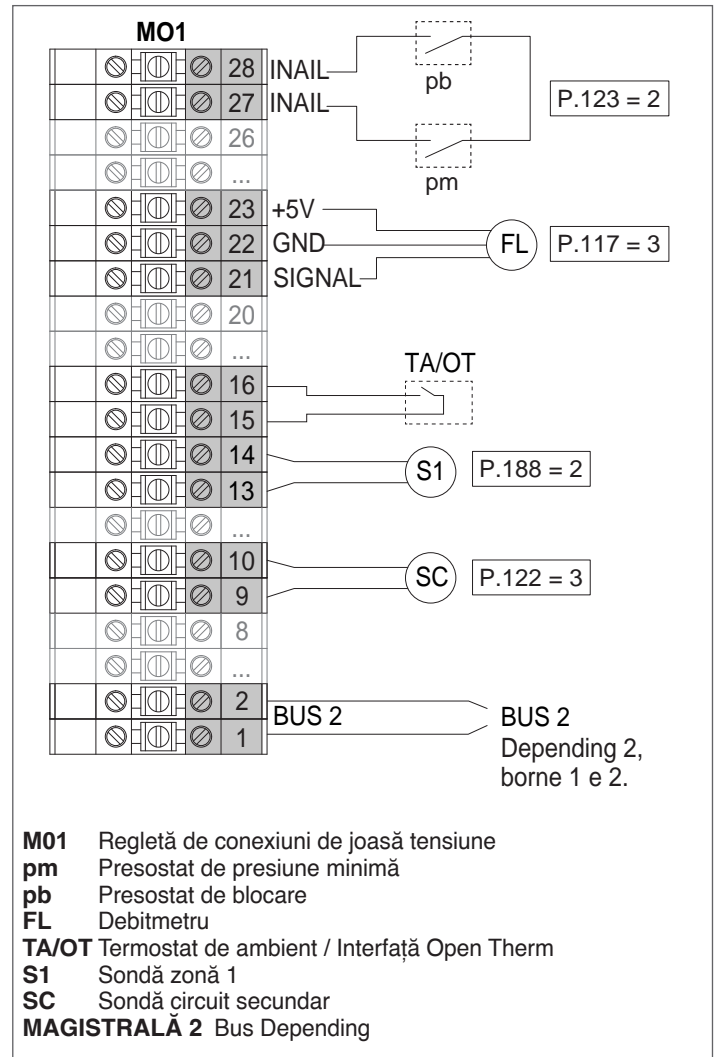 MO1
28 INAIL
pb
27 INAIL
P.123 = 2
26
...
pm
23 +5V
22 GND
FL P.117 = 3
21 SIGNAL
20
...
TA/OT
16
15
14
S1 P.188 = 2
13
...
10
SC P.122 = 3
9
8
...
2
BUS 2
BUS 2
1
Depending 2,
borne 1 e 2.
M01 Regletă de conexiuni de joasă tensiune
pm Presostat de presiune minimă
pb Presostat de blocare
FL Debitmetru
TA/OT Termostat de ambient / Interfață Open Therm
S1 Sondă zonă 1
SC Sondă circuit secundar
MAGISTRALĂ 2 Bus Depending